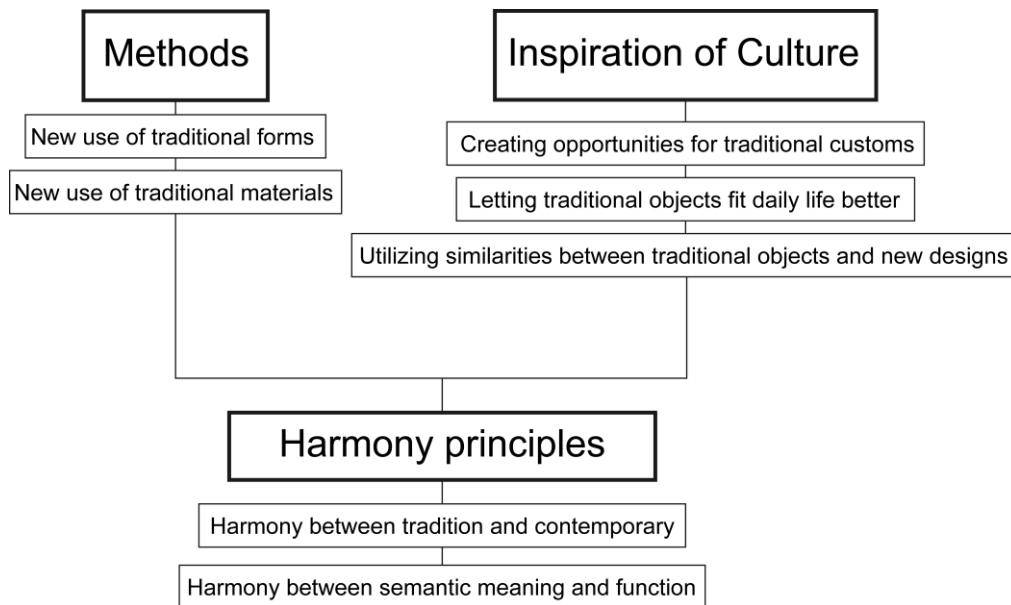 Methods
New use of traditional forms
New use of traditional materials
Inspiration of Culture
Creating opportunities for traditional customs
Letting traditional objects fit daily life better
Utilizing similarities between traditional objects and new designs
Harmony principles
Harmony between tradition and contemporary
Harmony between semantic meaning and function